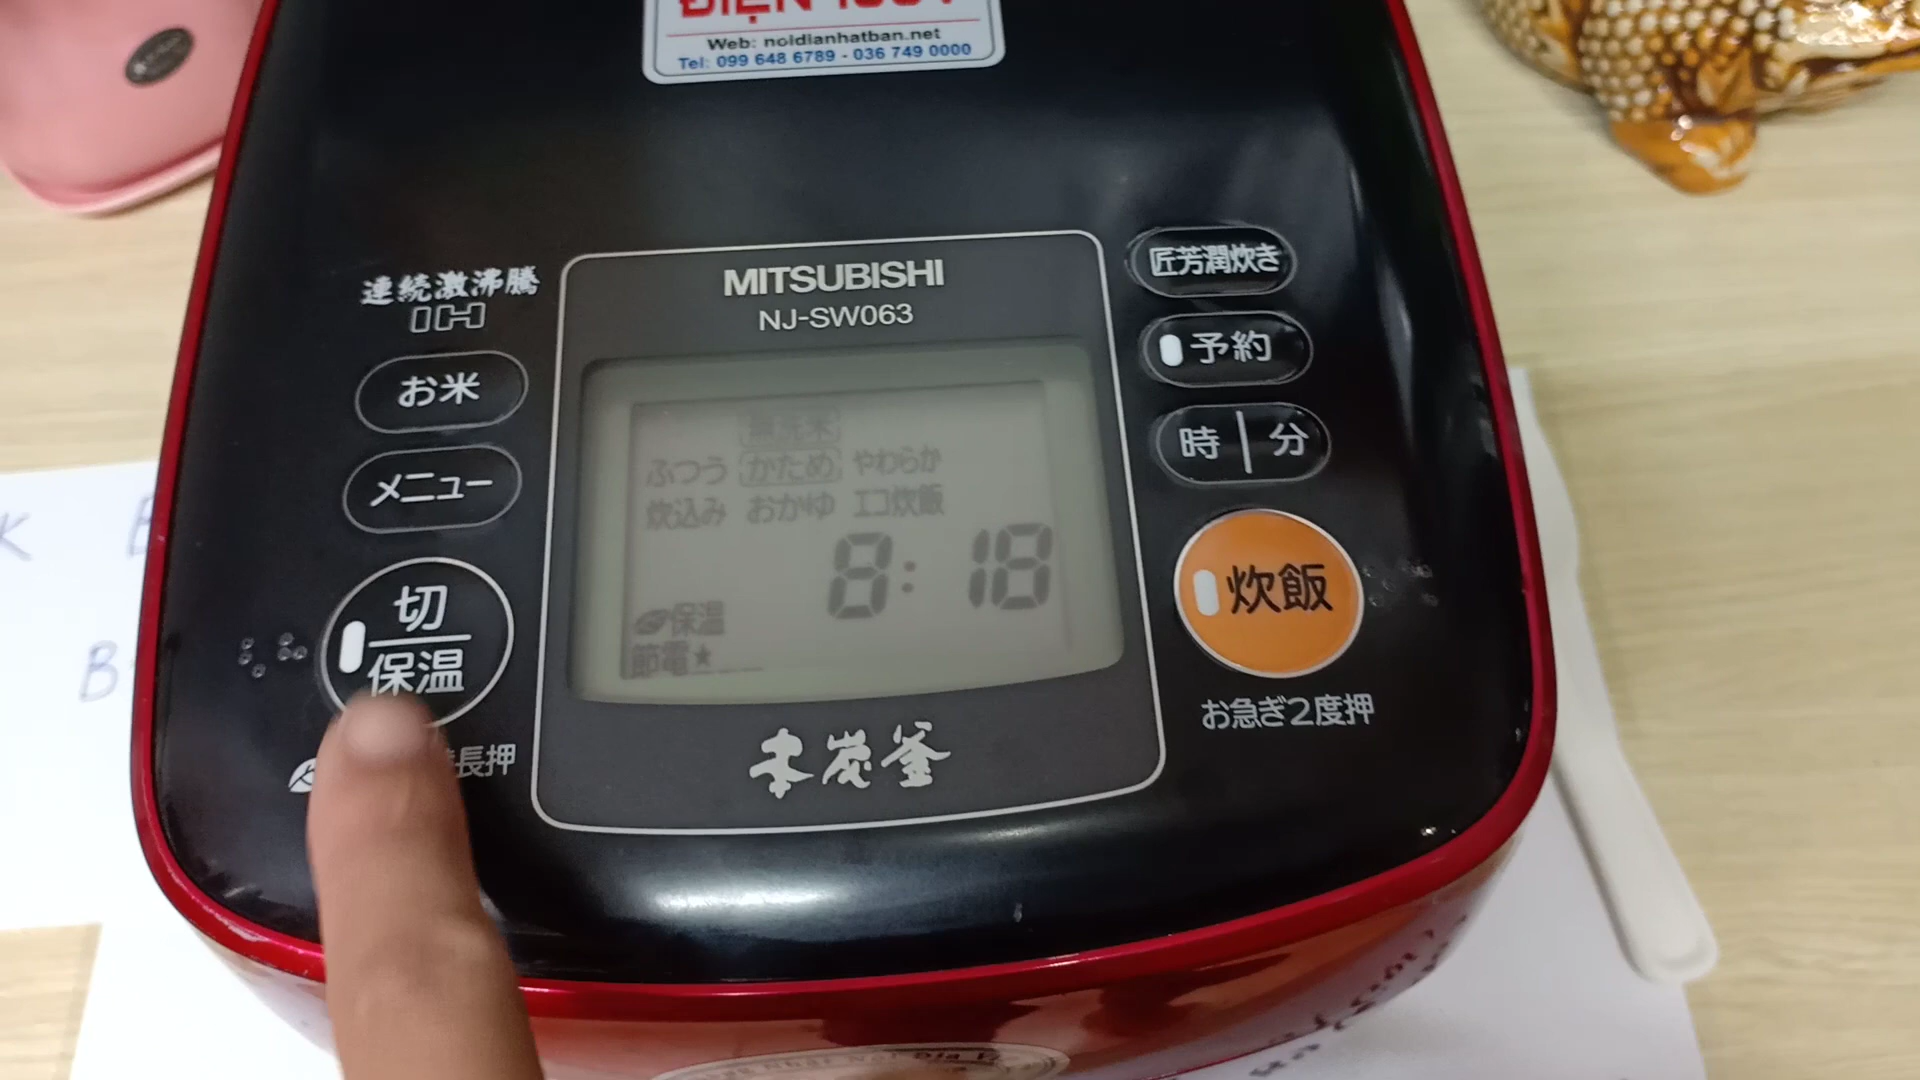 Web: noidianhatban.net
Tel: 099 648 6789 - 036 749 0000
連続激沸騰
IH
お米
メニュー
切
保温
長押
MITSUBISHI
NJ-SW063
無洗米
ふつう かため やわらか
炊込み おかゆ エコ炊飯
8:18
保温
節電★
本炭釜
匠芳潤炊き
予約
時 | 分
炊飯
お急ぎ2度押